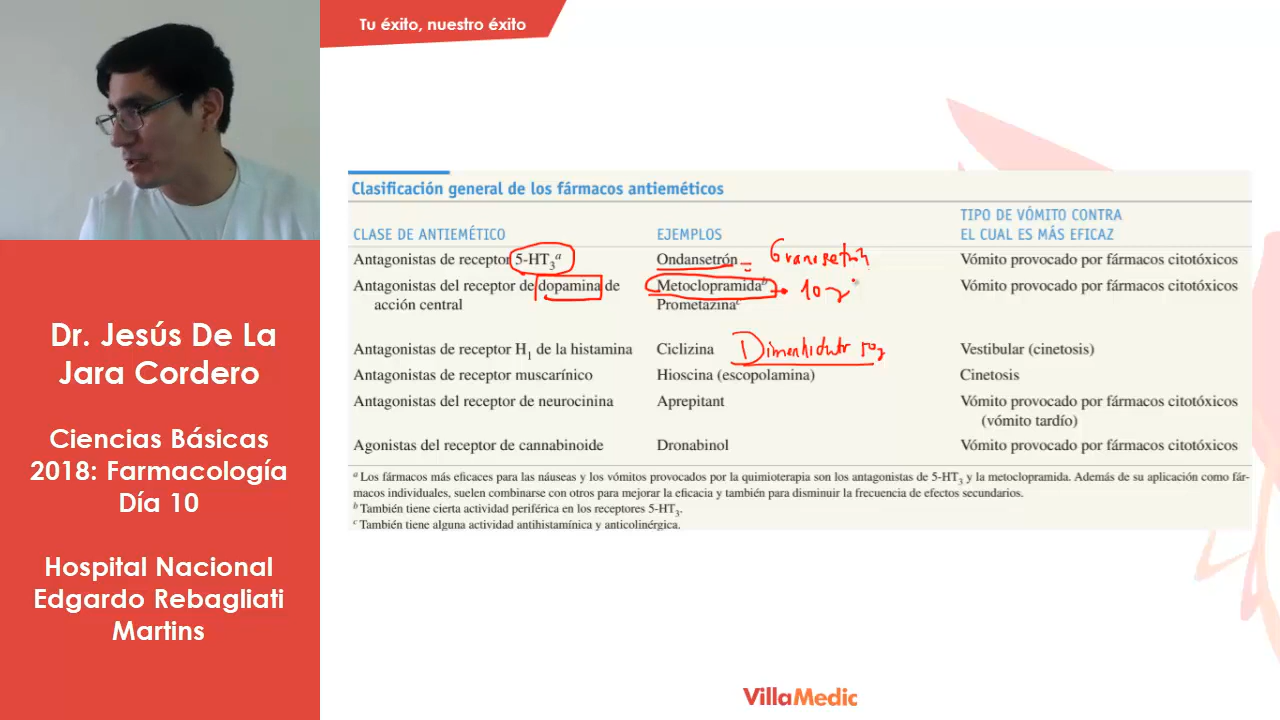 Tu éxito, nuestro éxito
Clasificación general de los fármacos antieméticos
CLASE DE ANTIEMÉTICO EJEMPLOS TIPO DE VÓMITO CONTRA EL CUAL ES MÁS EFICAZ
Antagonistas de receptor 5-HT₃ᵃ Ondansetrón = Granisetrón Vómito provocado por fármacos citotóxicos
Antagonistas del receptor de dopamina de acción central Metoclopramidaᵇ 10 Vómito provocado por fármacos citotóxicos
Prometazinaᶜ
Antagonistas de receptor H₁ de la histamina Ciclizina Vestibular (cinetosis)
Antagonistas de receptor muscarínico Hioscina (escopolamina) Cinetosis
Antagonistas del receptor de neurocinina Aprepitant Vómito provocado por fármacos citotóxicos (vómito tardío)
Agonistas del receptor de cannabinoide Dronabinol Vómito provocado por fármacos citotóxicos
ᵃ Los fármacos más eficaces para las náuseas y los vómitos provocados por la quimioterapia son los antagonistas de 5-HT₃ y la metoclopramida. Además de su aplicación como fár-
macos individuales, suelen combinarse con otros para mejorar la eficacia y también para disminuir la frecuencia de efectos secundarios.
ᵇ También tiene cierta actividad periférica en los receptores 5-HT₃.
ᶜ También tiene alguna actividad antihistamínica y anticolinérgica.
Dr. Jesús De La
Jara Cordero
Ciencias Básicas
2018: Farmacología
Día 10
Hospital Nacional
Edgardo Rebagliati
Martins
VillaMedic